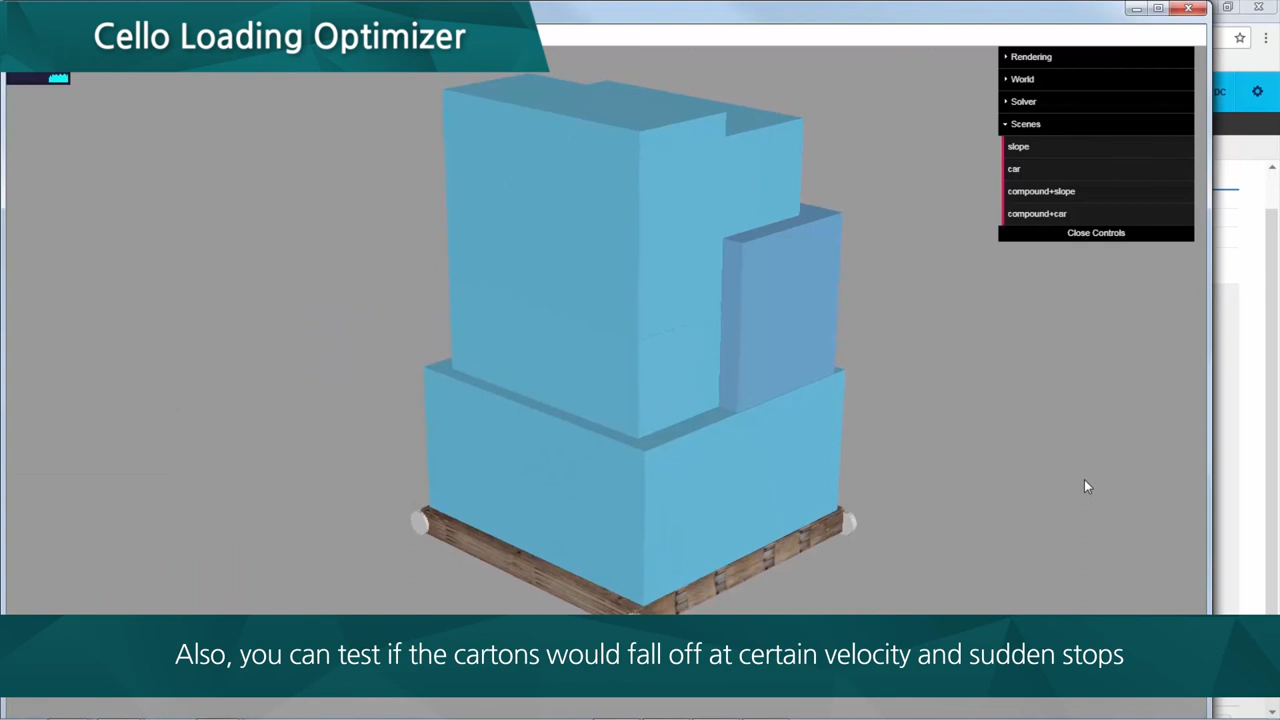 Cello Loading Optimizer
Rendering
World
Solver
Scenes
slope
car
compound+slope
compound+car
Close Controls
DC
Also, you can test if the cartons would fall off at certain velocity and sudden stops